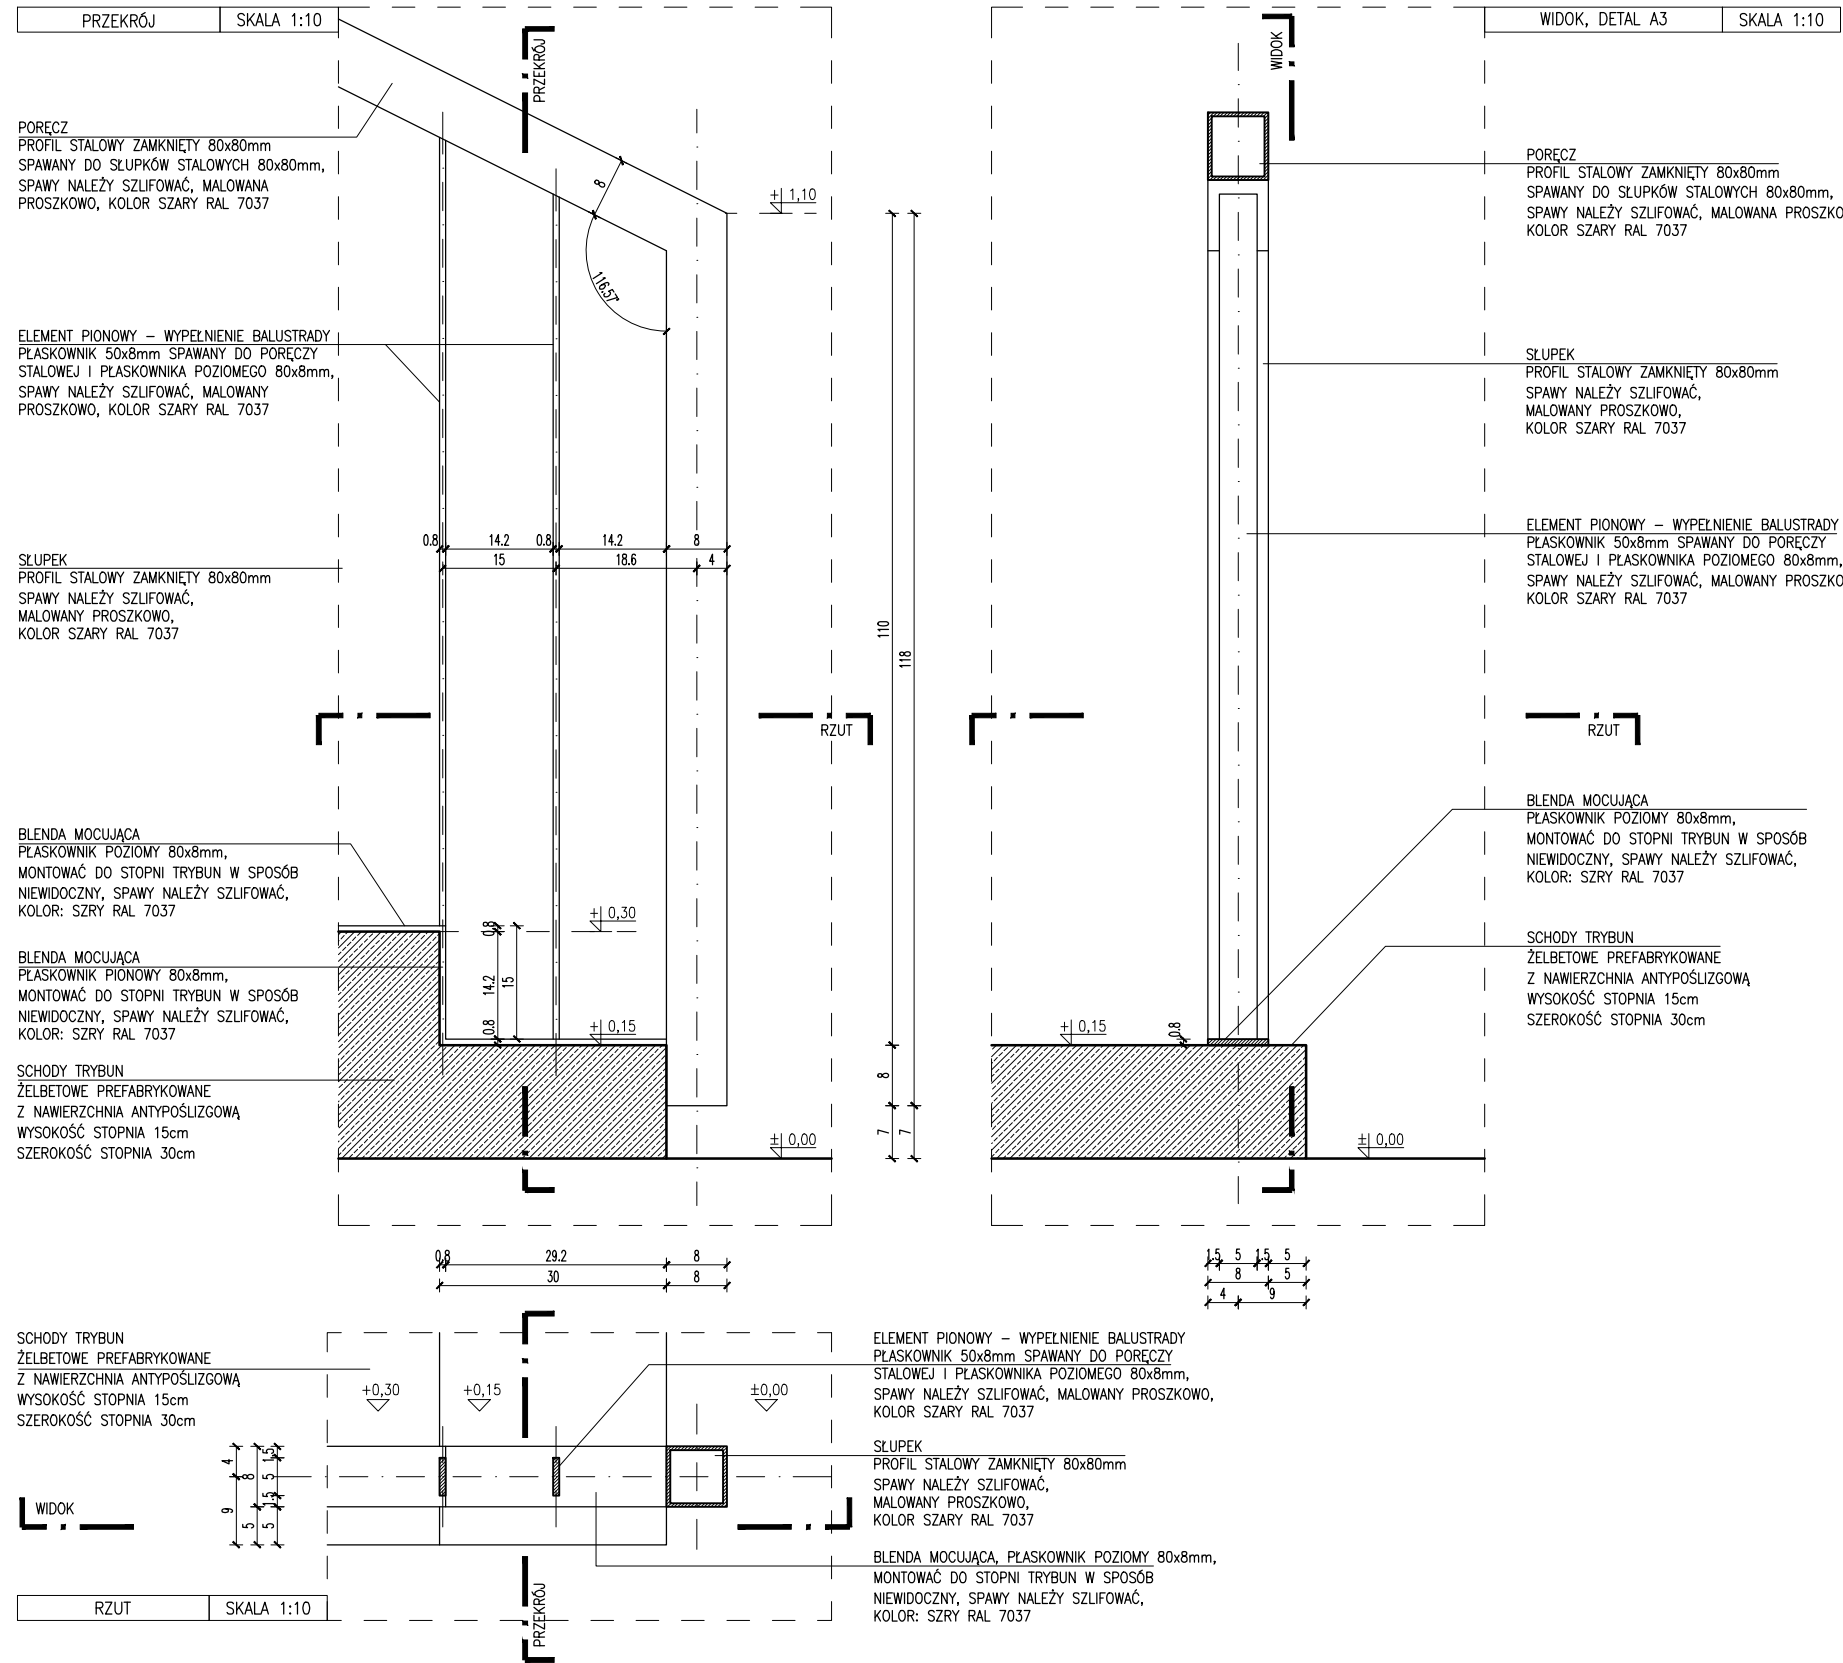 PRZEKRÓJ SKALA 1:10
PORĘCZ
PROFIL STALOWY ZAMKNIĘTY 80x80mm
SPAWANY DO SŁUPKÓW STALOWYCH 80x80mm,
SPAWY NALEŻY SZLIFOWAĆ, MALOWANA
PROSZKOWO, KOLOR SZARY RAL 7037
ELEMENT PIONOWY – WYPEŁNIENIE BALUSTRADY
PŁASKOWNIK 50x8mm SPAWANY DO PORĘCZY
STALOWEJ I PŁASKOWNIKA POZIOMEGO 80x8mm,
SPAWY NALEŻY SZLIFOWAĆ, MALOWANY
PROSZKOWO, KOLOR SZARY RAL 7037
SŁUPEK
PROFIL STALOWY ZAMKNIĘTY 80x80mm
SPAWY NALEŻY SZLIFOWAĆ,
MALOWANY PROSZKOWO,
KOLOR SZARY RAL 7037
BLENDA MOCUJĄCA
PŁASKOWNIK POZIOMY 80x8mm,
MONTOWAĆ DO STOPNI TRYBUN W SPOSÓB
NIEWIDOCZNY, SPAWY NALEŻY SZLIFOWAĆ,
KOLOR: SZRY RAL 7037
BLENDA MOCUJĄCA
PŁASKOWNIK PIONOWY 80x8mm,
MONTOWAĆ DO STOPNI TRYBUN W SPOSÓB
NIEWIDOCZNY, SPAWY NALEŻY SZLIFOWAĆ,
KOLOR: SZRY RAL 7037
SCHODY TRYBUN
ŻELBETOWE PREFABRYKOWANE
Z NAWIERZCHNIA ANTYPOŚLIZGOWĄ
WYSOKOŚĆ STOPNIA 15cm
SZEROKOŚĆ STOPNIA 30cm
PRZEKRÓJ
8
116.57°
+ 1,10
0.8 14.2 0.8 14.2 8
15 18.6 4
110
118
RZUT
+ 0,30
0.8
14.2
15
0.8
+ 0,15
8
7
7
± 0,00
0.8 29.2 8
30 8
WIDOK, DETAL A3 SKALA 1:10
WIDOK
PORĘCZ
PROFIL STALOWY ZAMKNIĘTY 80x80mm
SPAWANY DO SŁUPKÓW STALOWYCH 80x80mm,
SPAWY NALEŻY SZLIFOWAĆ, MALOWANA PROSZKO
KOLOR SZARY RAL 7037
SŁUPEK
PROFIL STALOWY ZAMKNIĘTY 80x80mm
SPAWY NALEŻY SZLIFOWAĆ,
MALOWANY PROSZKOWO,
KOLOR SZARY RAL 7037
ELEMENT PIONOWY – WYPEŁNIENIE BALUSTRADY
PŁASKOWNIK 50x8mm SPAWANY DO PORĘCZY
STALOWEJ I PŁASKOWNIKA POZIOMEGO 80x8mm,
SPAWY NALEŻY SZLIFOWAĆ, MALOWANY PROSZKO
KOLOR SZARY RAL 7037
RZUT
BLENDA MOCUJĄCA
PŁASKOWNIK POZIOMY 80x8mm,
MONTOWAĆ DO STOPNI TRYBUN W SPOSÓB
NIEWIDOCZNY, SPAWY NALEŻY SZLIFOWAĆ,
KOLOR: SZRY RAL 7037
SCHODY TRYBUN
ŻELBETOWE PREFABRYKOWANE
Z NAWIERZCHNIA ANTYPOŚLIZGOWĄ
WYSOKOŚĆ STOPNIA 15cm
SZEROKOŚĆ STOPNIA 30cm
+ 0,15
0.8
± 0,00
1.5 5 1.5 5
8 5
4 9
SCHODY TRYBUN
ŻELBETOWE PREFABRYKOWANE
Z NAWIERZCHNIA ANTYPOŚLIZGOWĄ
WYSOKOŚĆ STOPNIA 15cm
SZEROKOŚĆ STOPNIA 30cm
+0,30 +0,15 ±0,00
4 8 1.5
5
1.5
9 5 5
WIDOK
PRZEKRÓJ
ELEMENT PIONOWY – WYPEŁNIENIE BALUSTRADY
PŁASKOWNIK 50x8mm SPAWANY DO PORĘCZY
STALOWEJ I PŁASKOWNIKA POZIOMEGO 80x8mm,
SPAWY NALEŻY SZLIFOWAĆ, MALOWANY PROSZKOWO,
KOLOR SZARY RAL 7037
SŁUPEK
PROFIL STALOWY ZAMKNIĘTY 80x80mm
SPAWY NALEŻY SZLIFOWAĆ,
MALOWANY PROSZKOWO,
KOLOR SZARY RAL 7037
BLENDA MOCUJĄCA, PŁASKOWNIK POZIOMY 80x8mm,
MONTOWAĆ DO STOPNI TRYBUN W SPOSÓB
NIEWIDOCZNY, SPAWY NALEŻY SZLIFOWAĆ,
KOLOR: SZRY RAL 7037
RZUT SKALA 1:10